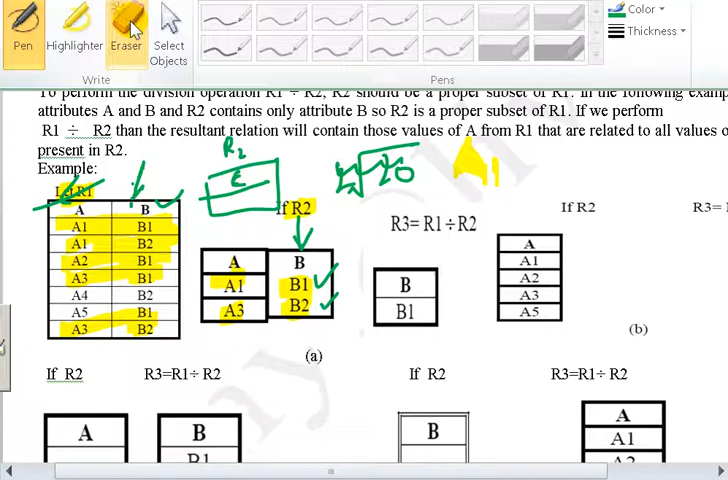 Pen
Highlighter
Eraser
Select Objects
Color
Thickness
Write
Pens
To perform the division operation R1 ÷ R2, R2 should be a proper subset of R1. In the following examp
attributes A and B and R2 contains only attribute B so R2 is a proper subset of R1. If we perform
R1 ÷ R2 than the resultant relation will contain those values of A from R1 that are related to all values o
present in R2.
Example:
R2
Let R1
If R2
R3= R1 ÷ R2
If R2
R3=
A B
A1 B1
A1 B2
A2 B1
A3 B1
A4 B2
A5 B1
A3 B2
A
A1
A3
B
B1
B2
B
B1
A
A1
A2
A3
A5
(a)
(b)
If R2
R3=R1÷ R2
If R2
R3=R1÷ R2
A
B
B1
B
A
A1
A2